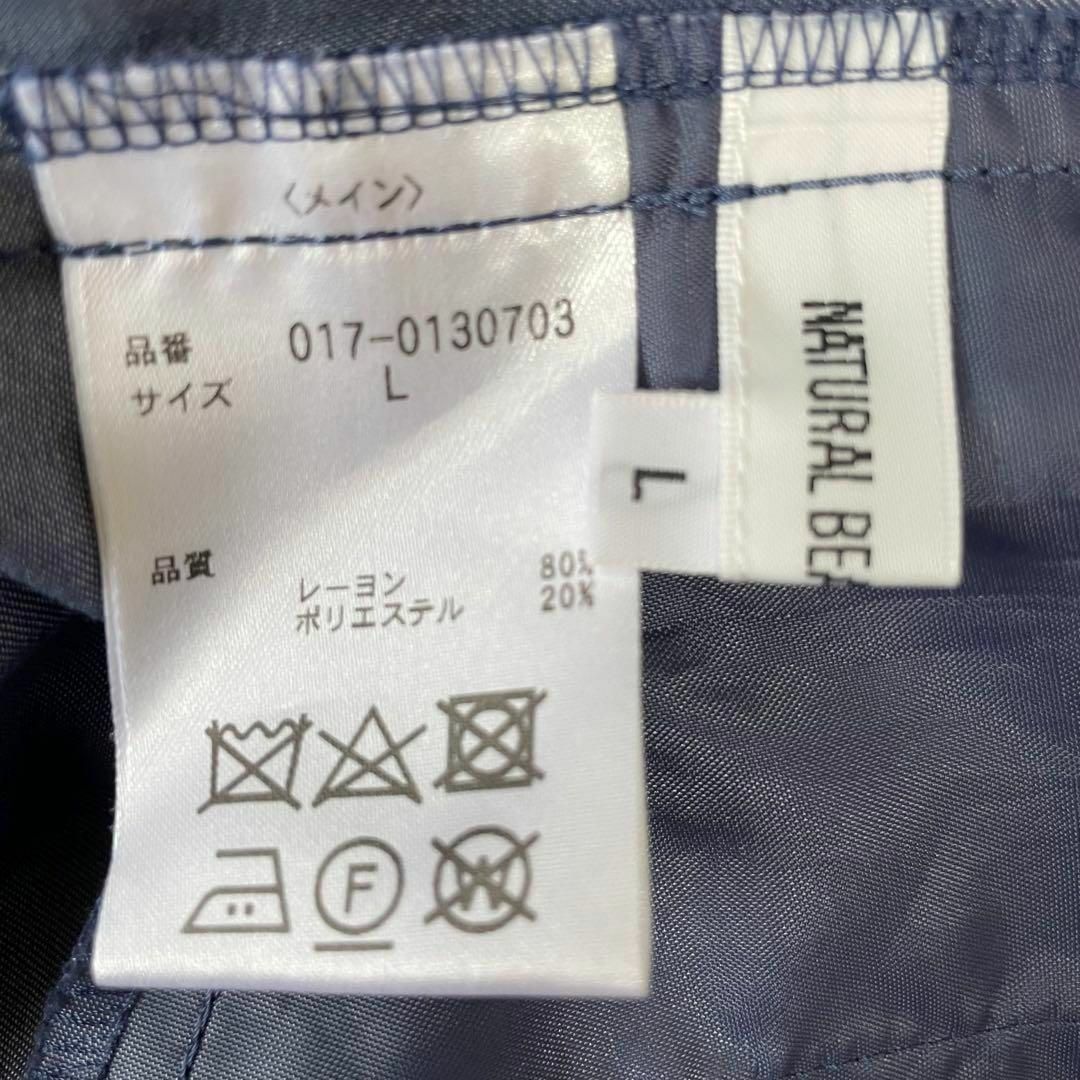 〈メイン〉
品番 017-0130703
サイズ L
品質
レーヨン 80%
ポリエステル 20%
F
W
L
NATURAL BEA